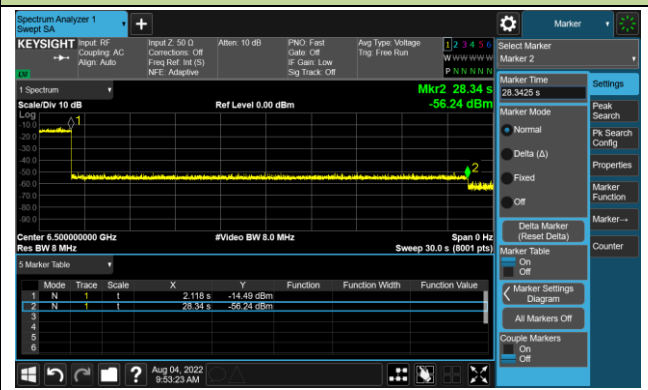 Spectrum Analyzer 1
Swept SA
Marker
KEYSIGHT
Input: RF
Coupling: AC
Align: Auto
Input Z: 50 Ω
Corrections: Off
Freq Ref: Int (S)
NFE: Adaptive
Atten: 10 dB
PNO: Fast
Gate: Off
IF Gain: Low
Sig Track: Off
Avg Type: Voltage
Trig: Free Run
1 2 3 4 5 6
W W W W W W
P N N N N N
LXI
Select Marker
Marker 2
1 Spectrum
Mkr2 28.34 s
-56.24 dBm
Scale/Div 10 dB
Ref Level 0.00 dBm
Log
-10.0
-20.0
-30.0
-40.0
-50.0
-60.0
-70.0
-80.0
-90.0
1
2
Center 6.500000000 GHz
Res BW 8 MHz
#Video BW 8.0 MHz
Span 0 Hz
Sweep 30.0 s (8001 pts)
5 Marker Table
Mode Trace Scale X Y Function Function Width Function Value
1 N 1 t 2.118 s -14.49 dBm
2 N 1 t 28.34 s -56.24 dBm
3
4
5
6
Marker Time
28.3425 s
Marker Mode
Normal
Delta (Δ)
Fixed
Off
Delta Marker
(Reset Delta)
Marker Table
On
Off
Marker Settings
Diagram
All Markers Off
Couple Markers
On
Off
Settings
Peak
Search
Pk Search
Config
Properties
Marker
Function
Marker→
Counter
?
Aug 04, 2022
9:53:23 AM